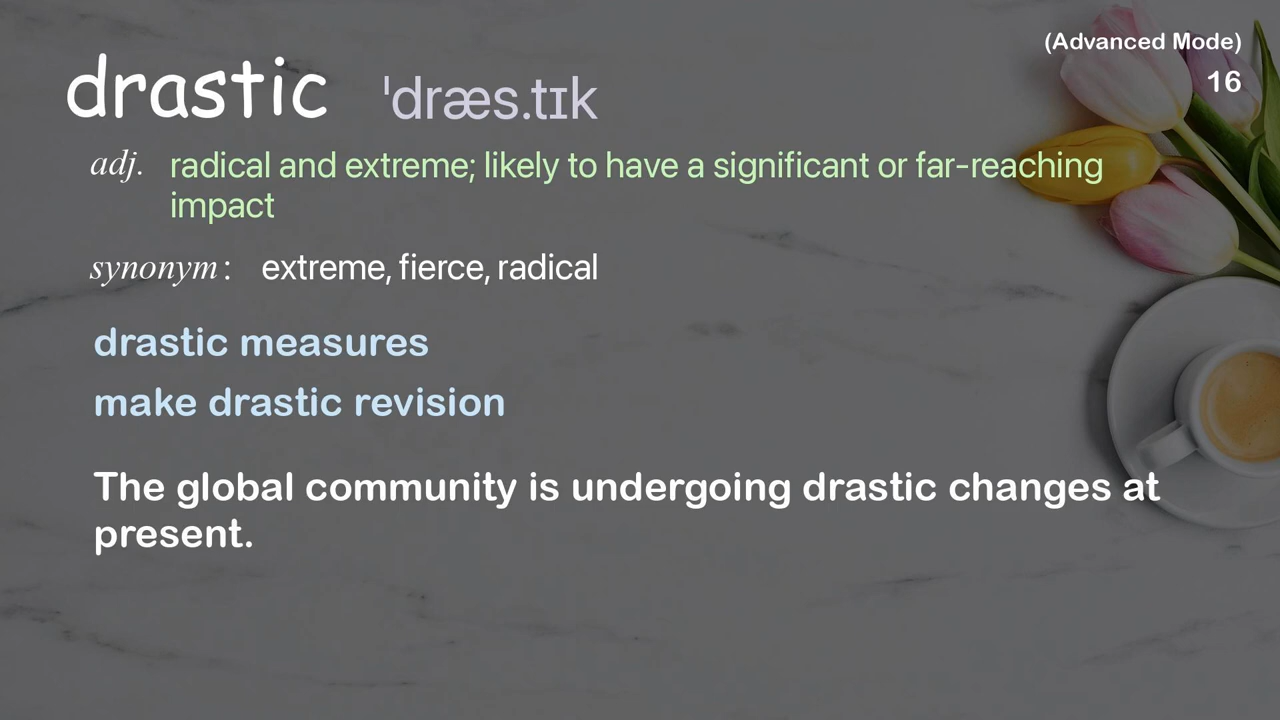 (Advanced Mode)
16
drastic ˈdræs.tɪk
adj. radical and extreme; likely to have a significant or far-reaching
impact
synonym: extreme, fierce, radical
drastic measures
make drastic revision
The global community is undergoing drastic changes at
present.